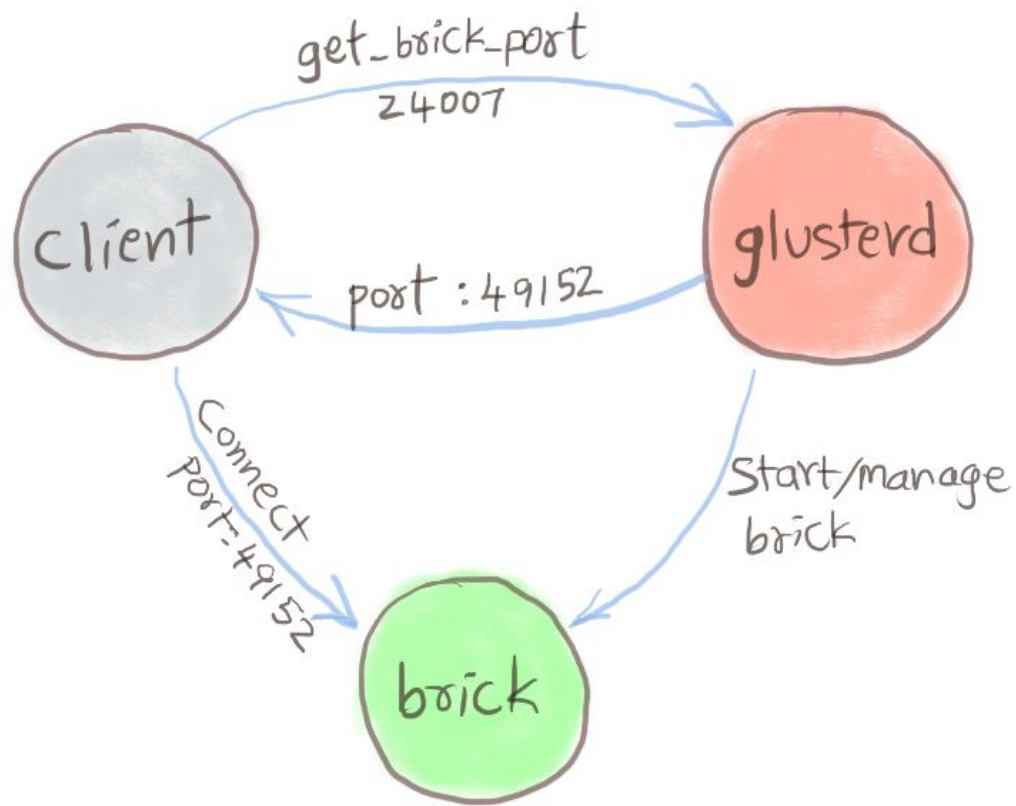 get_brick_port
24007
client
glusterd
port : 49152
Connect
port:49152
Start/manage
brick
brick